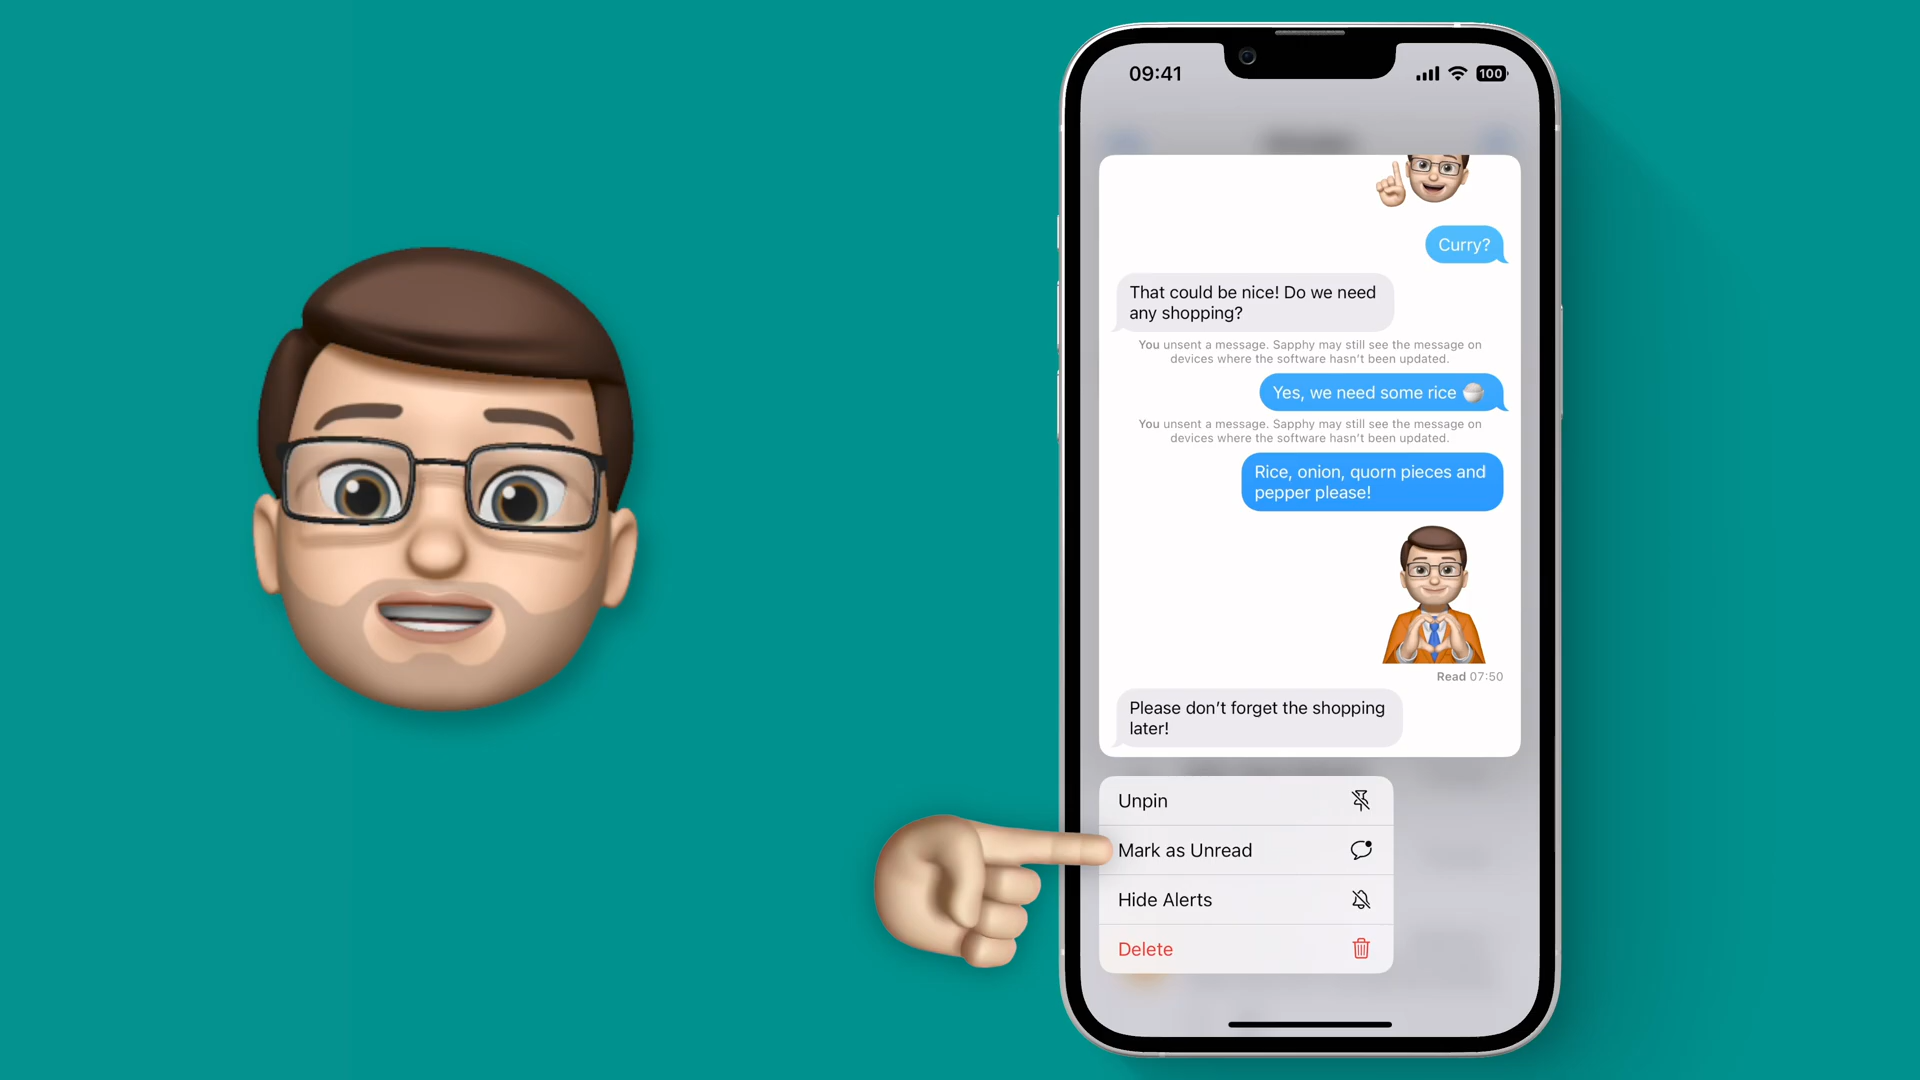 09:41
100
Curry?
That could be nice! Do we need
any shopping?
You unsent a message. Sapphy may still see the message on
devices where the software hasn't been updated.
Yes, we need some rice 🍚
You unsent a message. Sapphy may still see the message on
devices where the software hasn't been updated.
Rice, onion, quorn pieces and
pepper please!
Read 07:50
Please don't forget the shopping
later!
Unpin
Mark as Unread
Hide Alerts
Delete